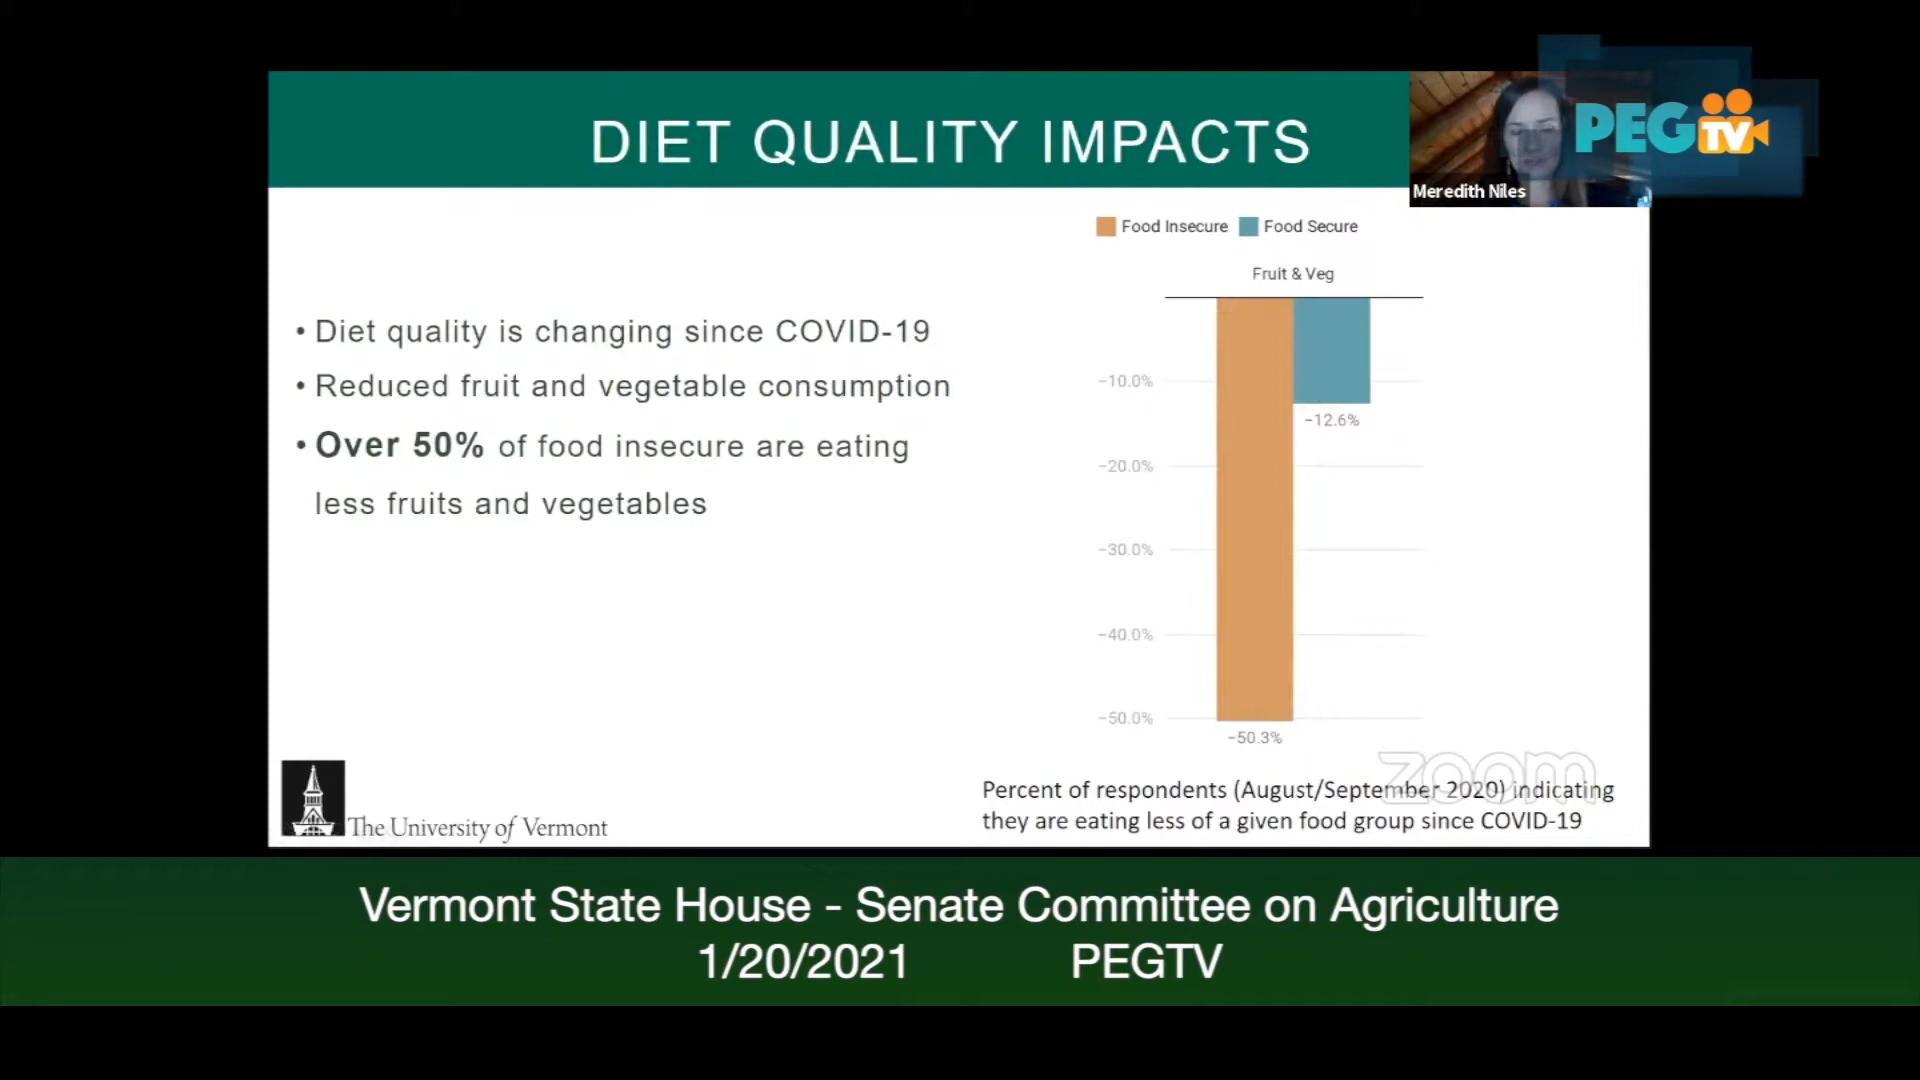 DIET QUALITY IMPACTS
PEGTV
Meredith Niles
Food Insecure Food Secure
Fruit & Veg
• Diet quality is changing since COVID-19
• Reduced fruit and vegetable consumption
• Over 50% of food insecure are eating
less fruits and vegetables
−10.0%
−12.6%
−20.0%
−30.0%
−40.0%
−50.0%
−50.3%
zoom
Percent of respondents (August/September 2020) indicating
they are eating less of a given food group since COVID-19
The University of Vermont
Vermont State House - Senate Committee on Agriculture
1/20/2021 PEGTV